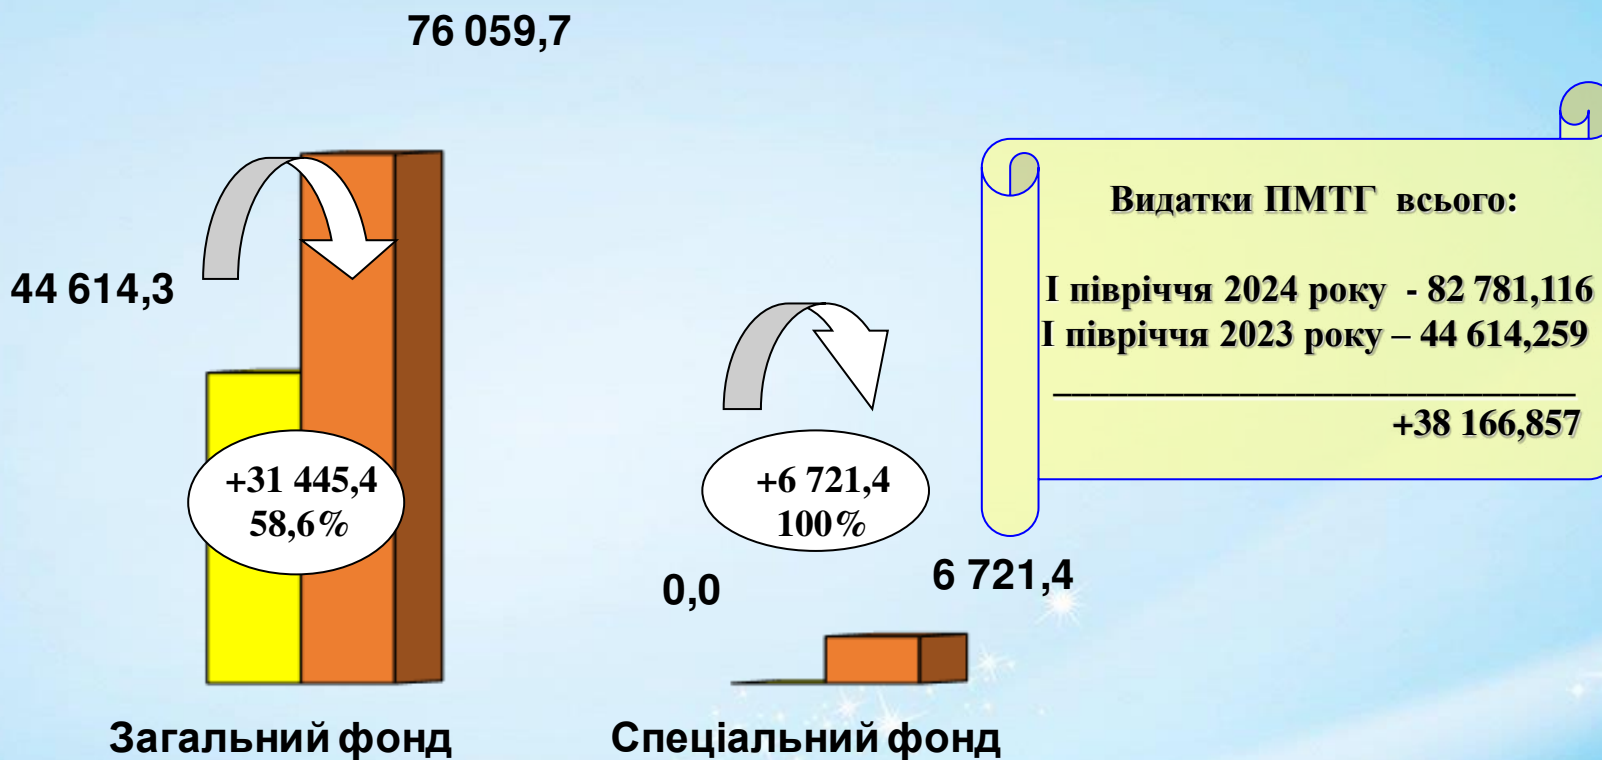 76 059,7
44 614,3
+31 445,4
58,6%
Загальний фонд
0,0
6 721,4
+6 721,4
100%
Спеціальний фонд
Видатки ПМТГ всього:
І півріччя 2024 року - 82 781,116
І півріччя 2023 року – 44 614,259
+38 166,857